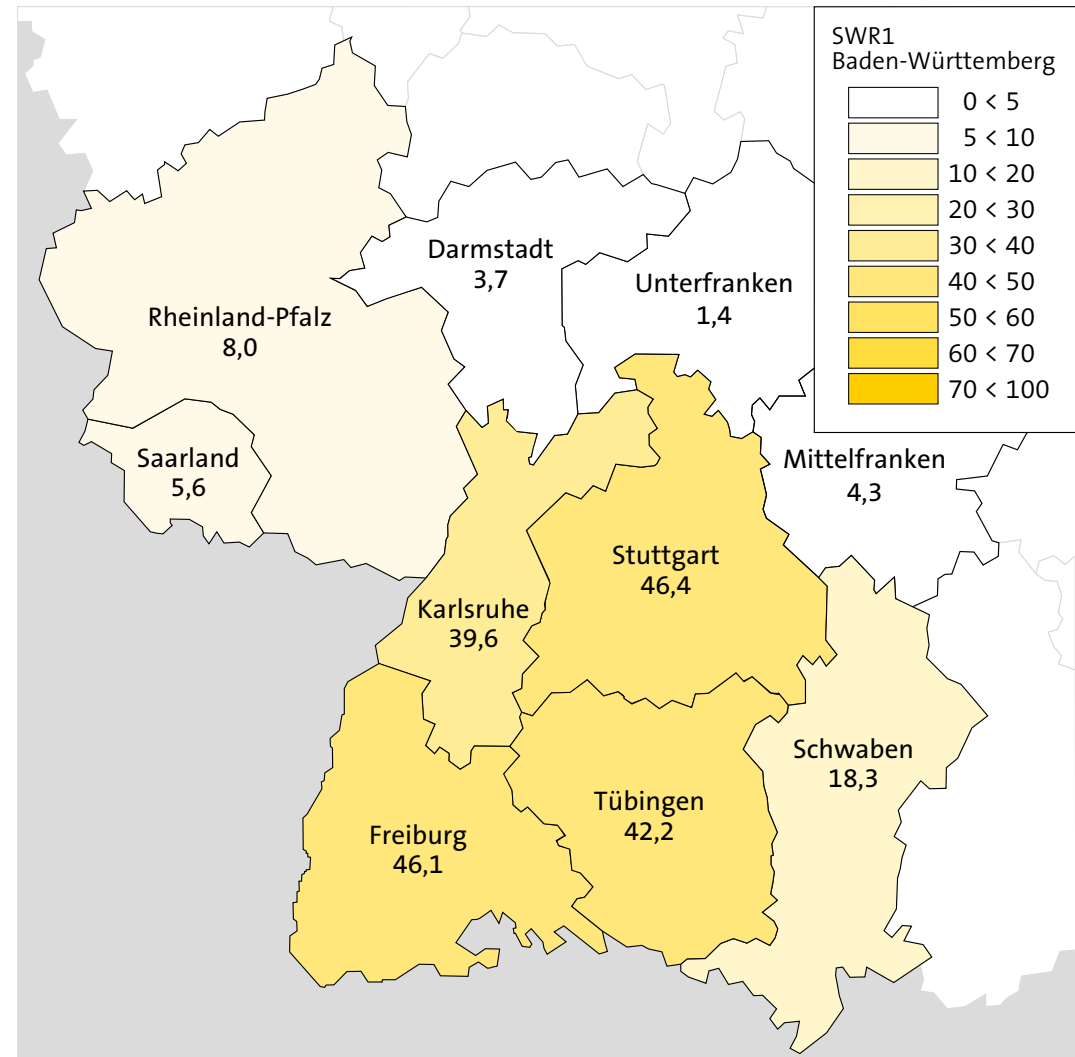 SWR1
Baden-Württemberg
0 < 5
5 < 10
10 < 20
20 < 30
30 < 40
40 < 50
50 < 60
60 < 70
70 < 100
Darmstadt
3,7
Unterfranken
1,4
Rheinland-Pfalz
8,0
Saarland
5,6
Mittelfranken
4,3
Stuttgart
46,4
Karlsruhe
39,6
Schwaben
18,3
Tübingen
42,2
Freiburg
46,1